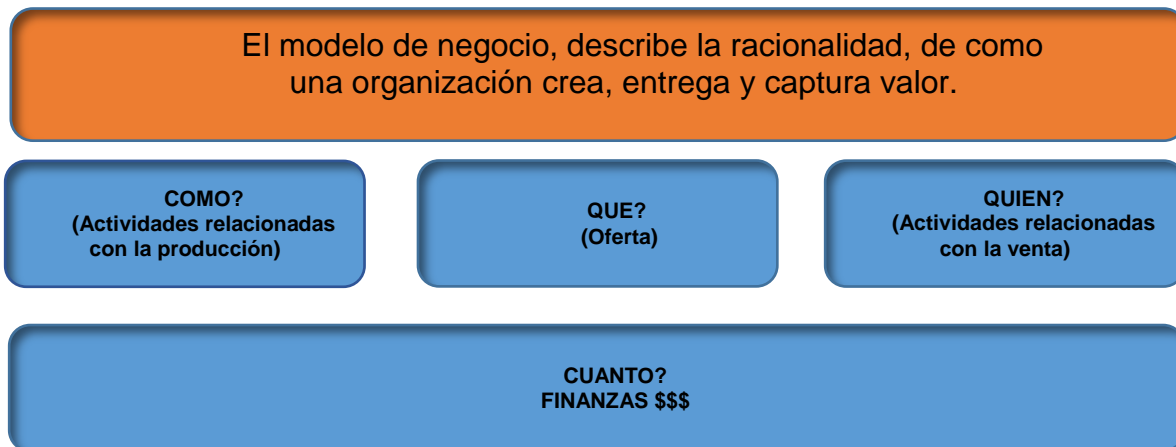 El modelo de negocio, describe la racionalidad, de como
una organización crea, entrega y captura valor.
COMO?
(Actividades relacionadas
con la producción)
QUE?
(Oferta)
QUIEN?
(Actividades relacionadas
con la venta)
CUANTO?
FINANZAS $$$